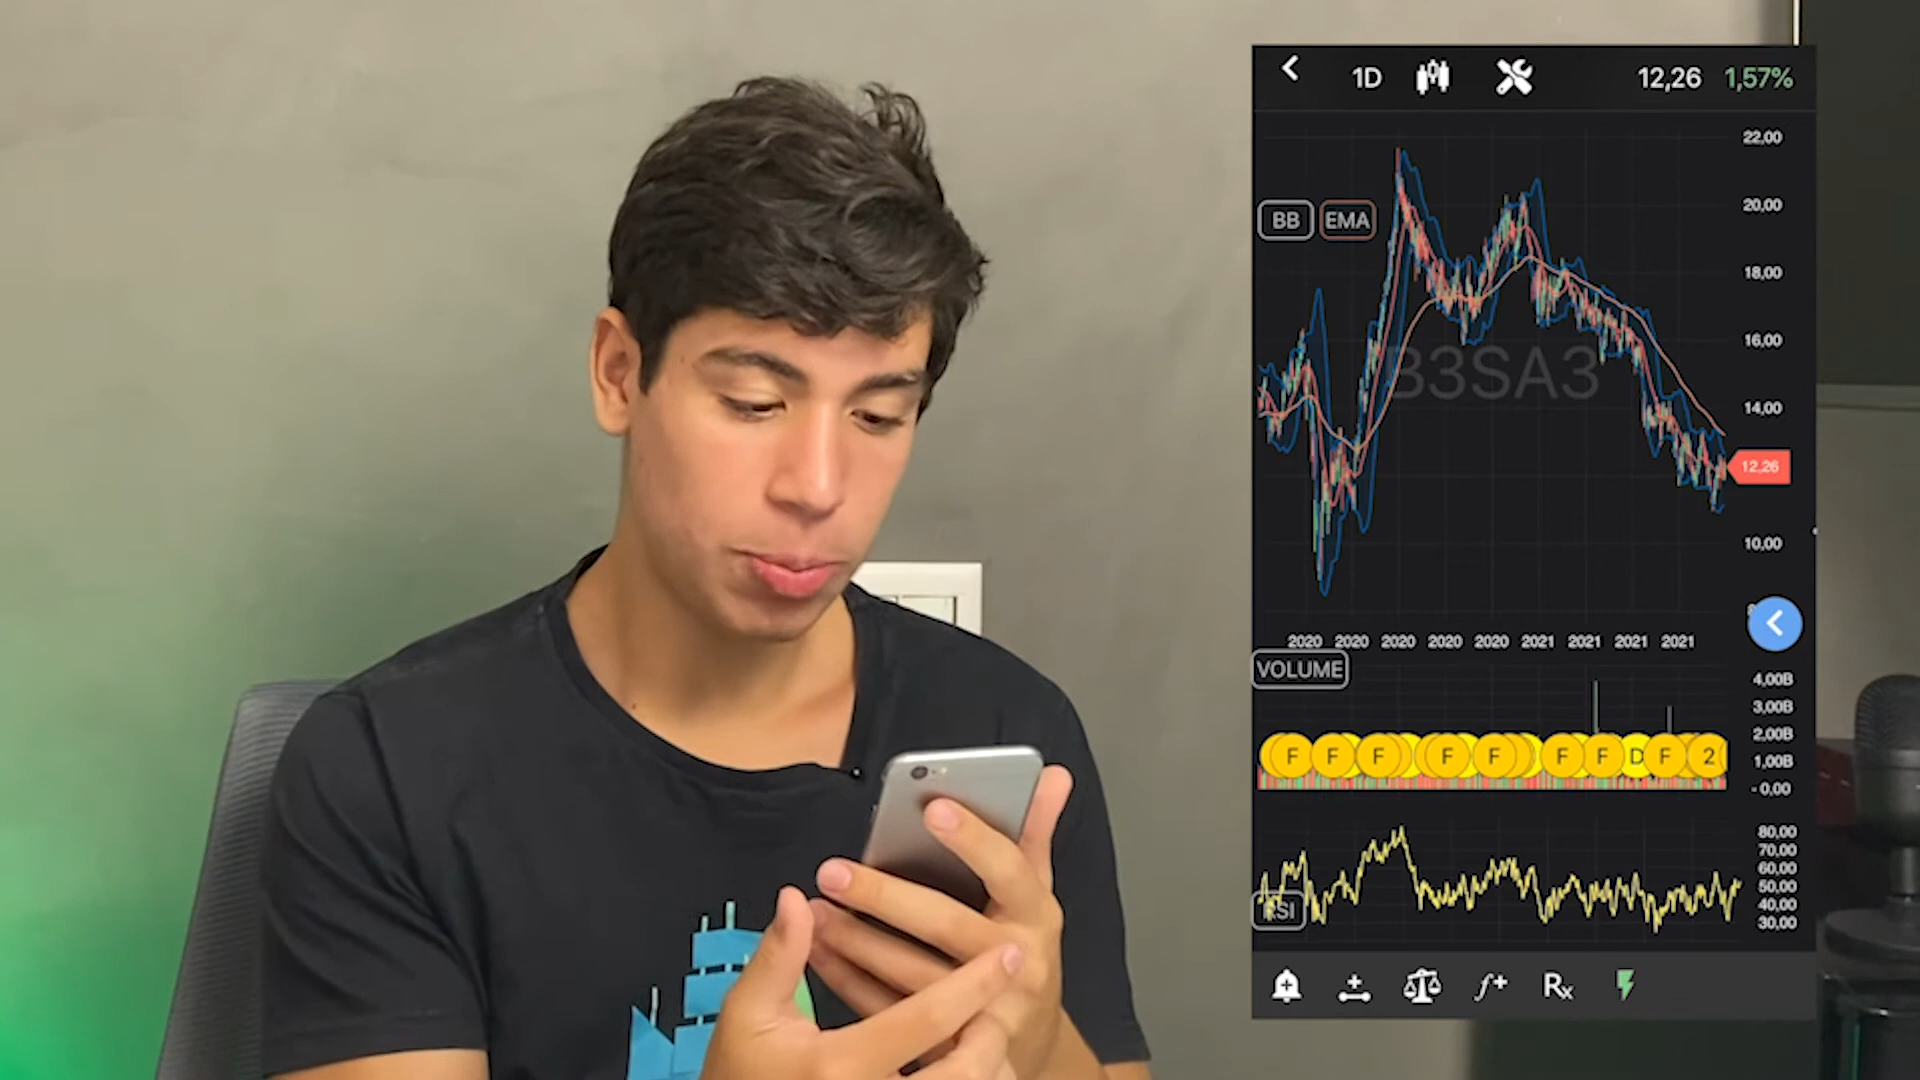 1D 12,26 1,57%
22,00
BB EMA 20,00
18,00
B3SA3 16,00
14,00
12,26
10,00
2020 2020 2020 2020 2020 2021 2021 2021 2021
VOLUME
4,00B
3,00B
2,00B
F F F F F F F D F 2 1,00B
- 0,00
80,00
70,00
60,00
50,00
40,00
RSI
30,00
f+ Rx